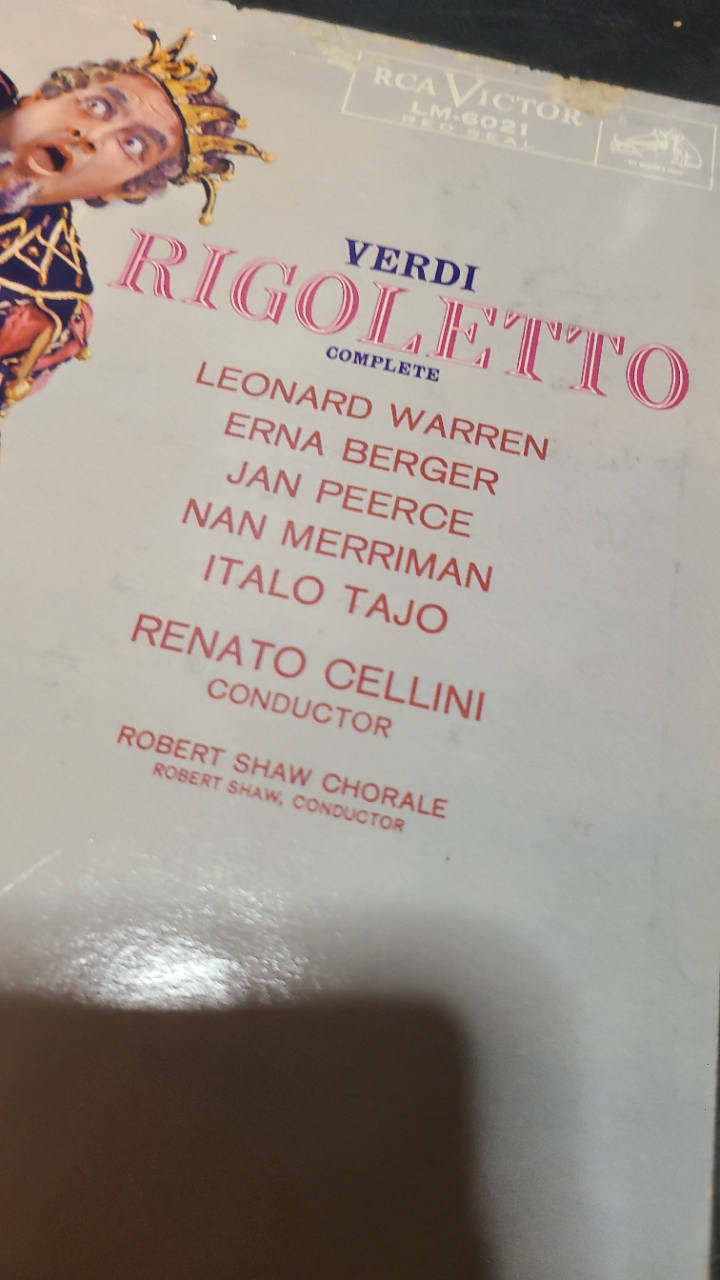 RCA VICTOR
LM-6021
RED SEAL
VERDI
RIGOLETTO
COMPLETE
LEONARD WARREN
ERNA BERGER
JAN PEERCE
NAN MERRIMAN
ITALO TAJO
RENATO CELLINI
CONDUCTOR
ROBERT SHAW CHORALE
ROBERT SHAW, CONDUCTOR